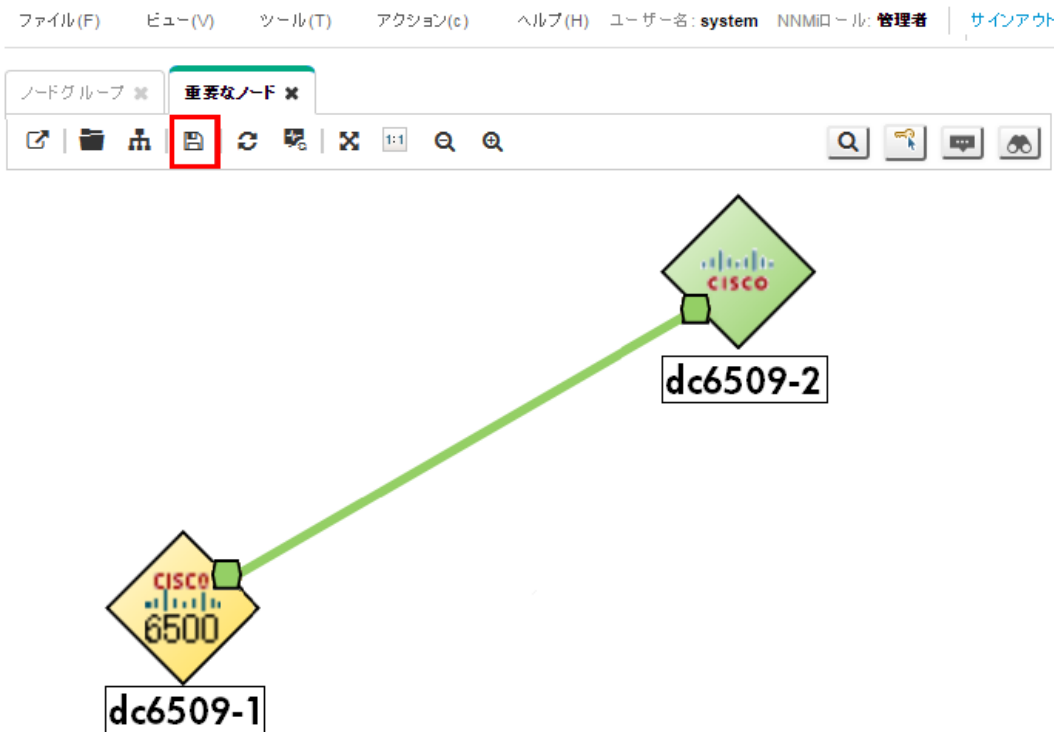 ファイル(F) ビュー(V) ツール(T) アクション(c) ヘルプ(H) ユーザー名: system NNMiロール: 管理者 サインアウト
ノードグループ ✖ 重要なノード ✖
1:1
CISCO
dc6509-2
CISCO
6500
dc6509-1